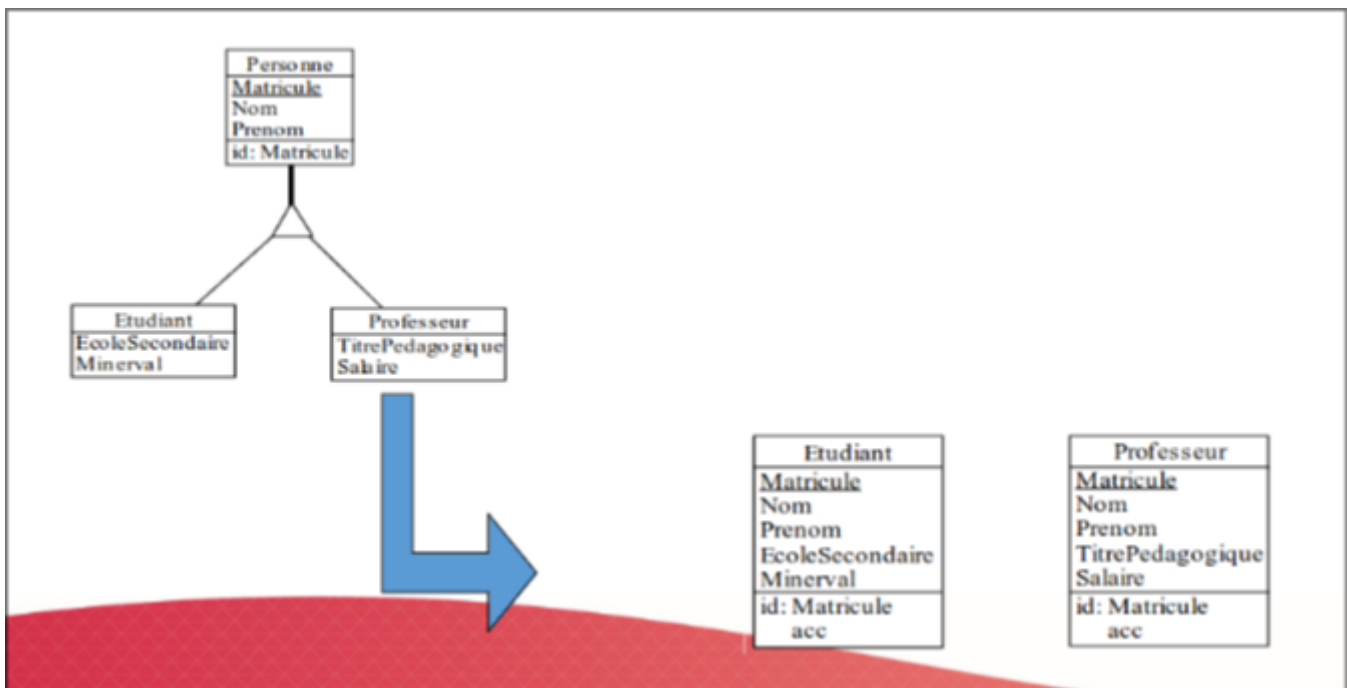 Personne
Matricule
Nom
Prenom
id: Matricule
Etudiant
EcoleSecondaire
Minerval
Professeur
TitrePedagogique
Salaire
Etudiant
Matricule
Nom
Prenom
EcoleSecondaire
Minerval
id: Matricule
acc
Professeur
Matricule
Nom
Prenom
TitrePedagogique
Salaire
id: Matricule
acc